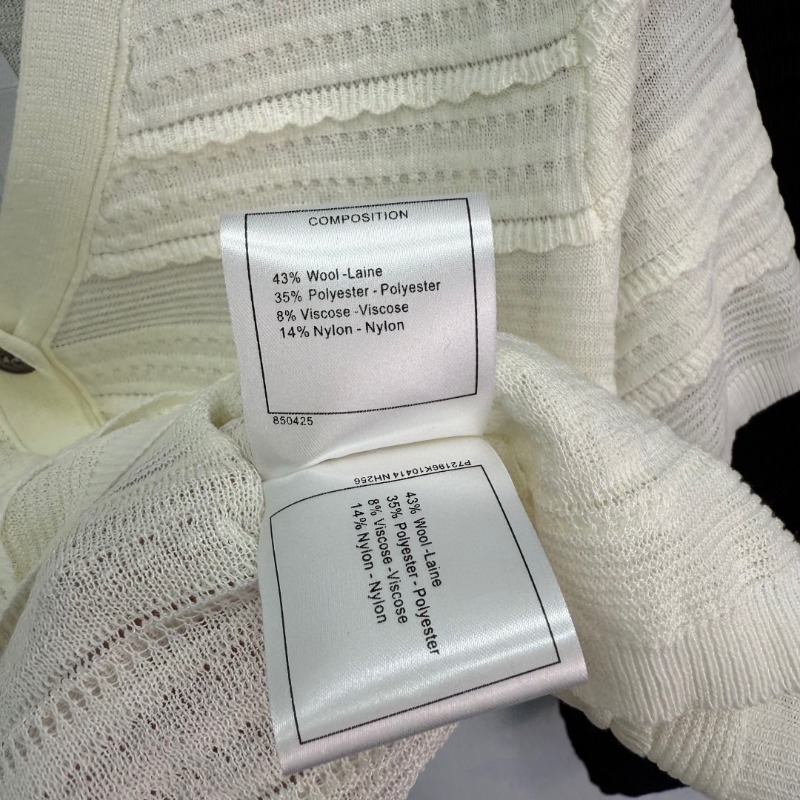 COMPOSITION
43% Wool -Laine
35% Polyester - Polyester
8% Viscose -Viscose
14% Nylon - Nylon
850425
P72196K10414 NH256
43% Wool -Laine
35% Polyester - Polyester
8% Viscose -Viscose
14% Nylon - Nylon